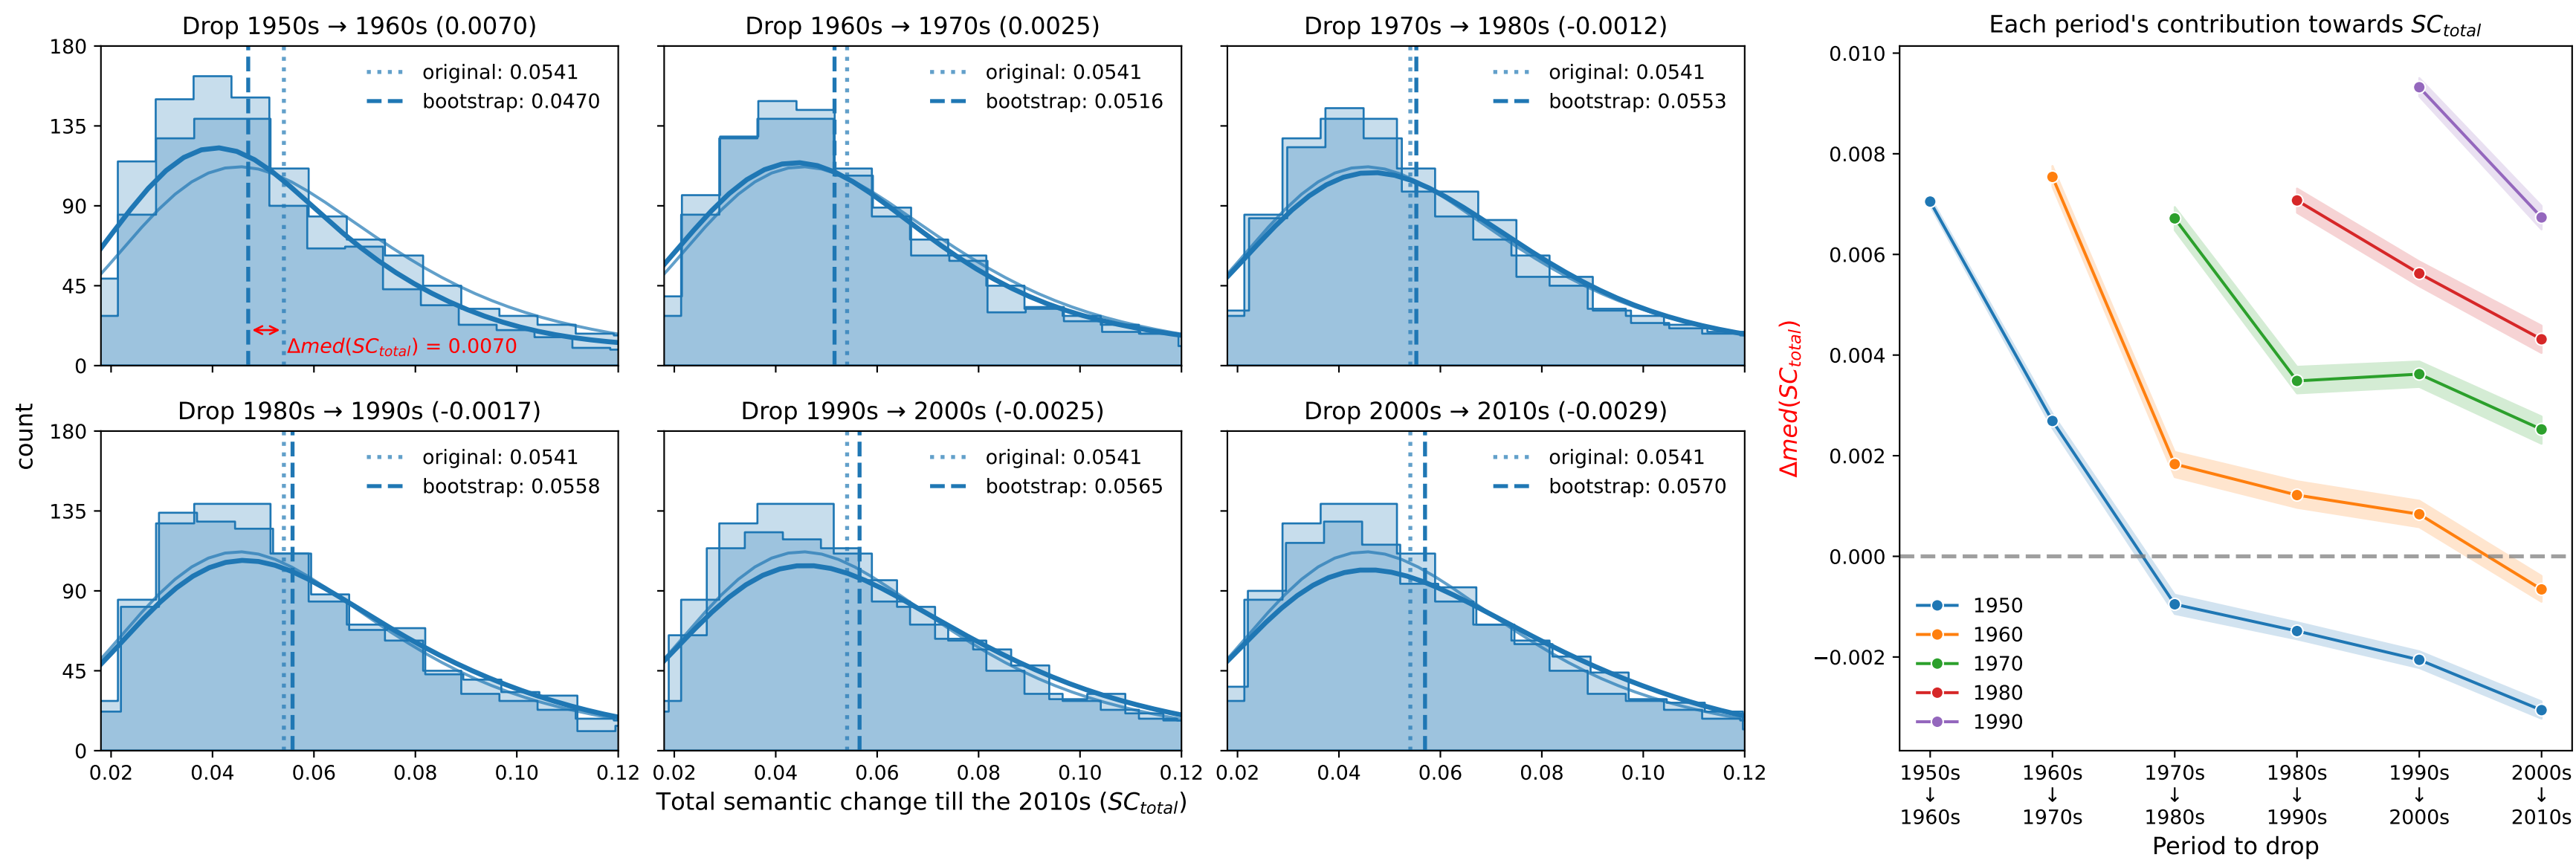 Drop 1950s → 1960s (0.0070)
180
135
90
45
0
original: 0.0541
bootstrap: 0.0470
Δmed(SCtotal) = 0.0070
Drop 1960s → 1970s (0.0025)
original: 0.0541
bootstrap: 0.0516
Drop 1970s → 1980s (-0.0012)
original: 0.0541
bootstrap: 0.0553
count
Drop 1980s → 1990s (-0.0017)
180
135
90
45
0
original: 0.0541
bootstrap: 0.0558
0.02 0.04 0.06 0.08 0.10 0.12
Drop 1990s → 2000s (-0.0025)
original: 0.0541
bootstrap: 0.0565
0.02 0.04 0.06 0.08 0.10 0.12
Drop 2000s → 2010s (-0.0029)
original: 0.0541
bootstrap: 0.0570
0.02 0.04 0.06 0.08 0.10 0.12
Total semantic change till the 2010s (SCtotal)
Each period's contribution towards SCtotal
Δmed(SCtotal)
0.010
0.008
0.006
0.004
0.002
0.000
−0.002
1950
1960
1970
1980
1990
1950s 1960s 1970s 1980s 1990s 2000s
↓ ↓ ↓ ↓ ↓ ↓
1960s 1970s 1980s 1990s 2000s 2010s
Period to drop